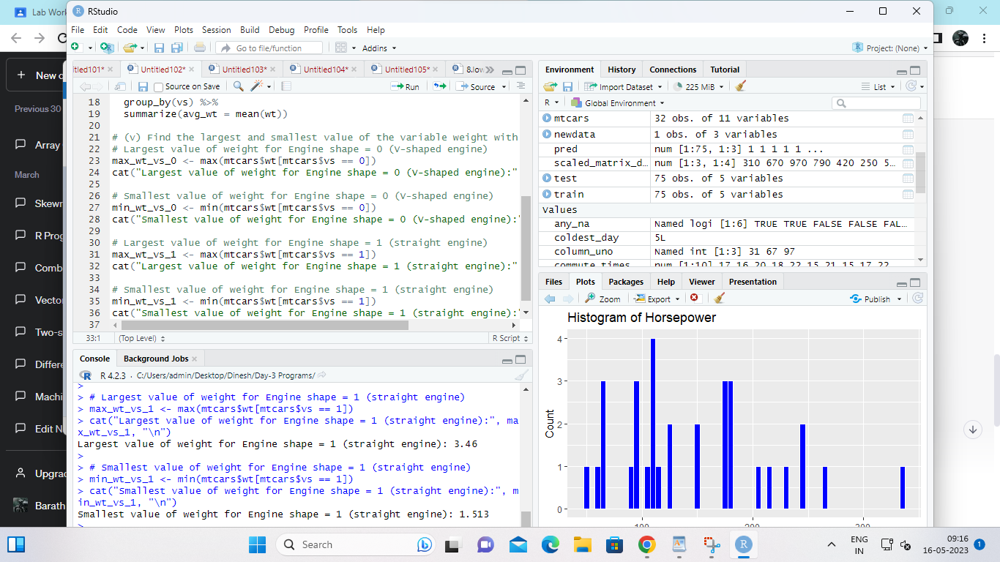 Lab Work
RStudio
File Edit Code View Plots Session Build Debug Profile Tools Help
Go to file/function Addins Project: (None)
New c
Previous 30
Array
March
Skewn
R Prog
Comb
Vector
Two-s
Differe
Machi
Edit N
Upgra
Barath
itled101* Untitled102* Untitled103* Untitled104* Untitled105* 8.lov
Source on Save Run Source
18 group_by(vs) %>%
19 summarize(avg_wt = mean(wt))
20
21 # (v) Find the largest and smallest value of the variable weight with
22 # Largest value of weight for Engine shape = 0 (V-shaped engine)
23 max_wt_vs_0 <- max(mtcars$wt[mtcars$vs == 0])
24 cat("Largest value of weight for Engine shape = 0 (V-shaped engine):"
25
26 # Smallest value of weight for Engine shape = 0 (V-shaped engine)
27 min_wt_vs_0 <- min(mtcars$wt[mtcars$vs == 0])
28 cat("Smallest value of weight for Engine shape = 0 (V-shaped engine):"
29
30 # Largest value of weight for Engine shape = 1 (straight engine)
31 max_wt_vs_1 <- max(mtcars$wt[mtcars$vs == 1])
32 cat("Largest value of weight for Engine shape = 1 (straight engine):"
33
34 # Smallest value of weight for Engine shape = 1 (straight engine)
35 min_wt_vs_1 <- min(mtcars$wt[mtcars$vs == 1])
36 cat("Smallest value of weight for Engine shape = 1 (straight engine):"
37
33:1 (Top Level) R Script
Console Background Jobs
R 4.2.3 · C:/Users/admin/Desktop/Dinesh/Day-3 Programs/
>
> # Largest value of weight for Engine shape = 1 (straight engine)
> max_wt_vs_1 <- max(mtcars$wt[mtcars$vs == 1])
> cat("Largest value of weight for Engine shape = 1 (straight engine):", ma
x_wt_vs_1, "\n")
Largest value of weight for Engine shape = 1 (straight engine): 3.46
>
> # Smallest value of weight for Engine shape = 1 (straight engine)
> min_wt_vs_1 <- min(mtcars$wt[mtcars$vs == 1])
> cat("Smallest value of weight for Engine shape = 1 (straight engine):", m
in_wt_vs_1, "\n")
Smallest value of weight for Engine shape = 1 (straight engine): 1.513
>
Environment History Connections Tutorial
Import Dataset 225 MiB List
R Global Environment
mtcars 32 obs. of 11 variables
newdata 1 obs. of 3 variables
pred num [1:75, 1:3] 1 1 1 1 1 ...
scaled_matrix_d… num [1:3, 1:4] 310 670 970 790 420 250 5…
test 75 obs. of 5 variables
train 75 obs. of 5 variables
Values
any_na Named logi [1:6] TRUE TRUE FALSE FALSE FAL…
coldest_day 5L
column_uno Named int [1:3] 31 67 97
commute_times num [1:10] 17 16 20 18 22 15 21 15 17 22
Files Plots Packages Help Viewer Presentation
Zoom Export Publish
Histogram of Horsepower
Count
4
3
2
1
0
100 200 300
Search
ENG
IN
09:16
16-05-2023
1